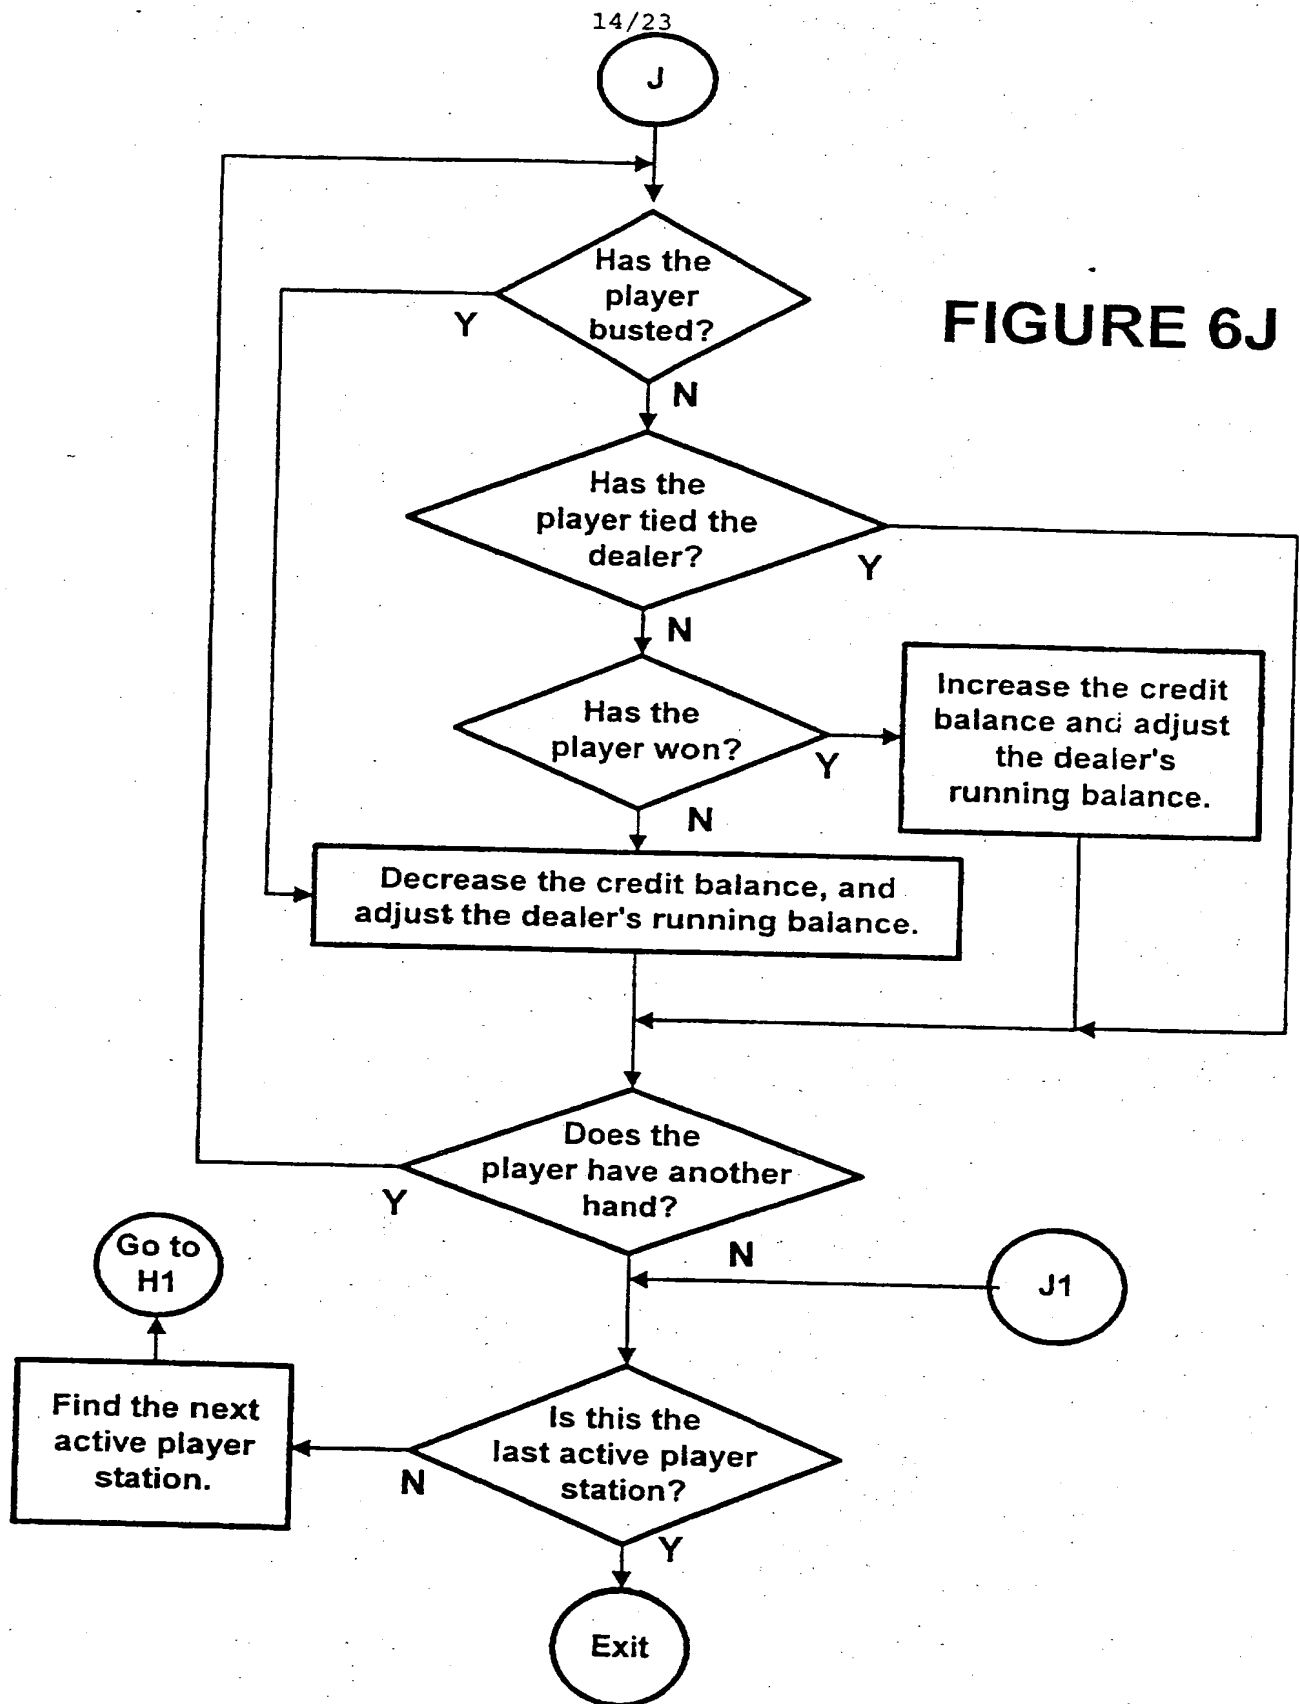 14/23
J
Has the
player
busted?
Y
N
FIGURE 6J
Has the
player tied the
dealer?
Y
N
Has the
player won?
Y
N
Increase the credit
balance and adjust
the dealer's
running balance.
Decrease the credit balance, and
adjust the dealer's running balance.
Does the
player have another
hand?
Y
N
Go to
H1
J1
Find the next
active player
station.
Is this the
last active player
station?
N
Y
Exit